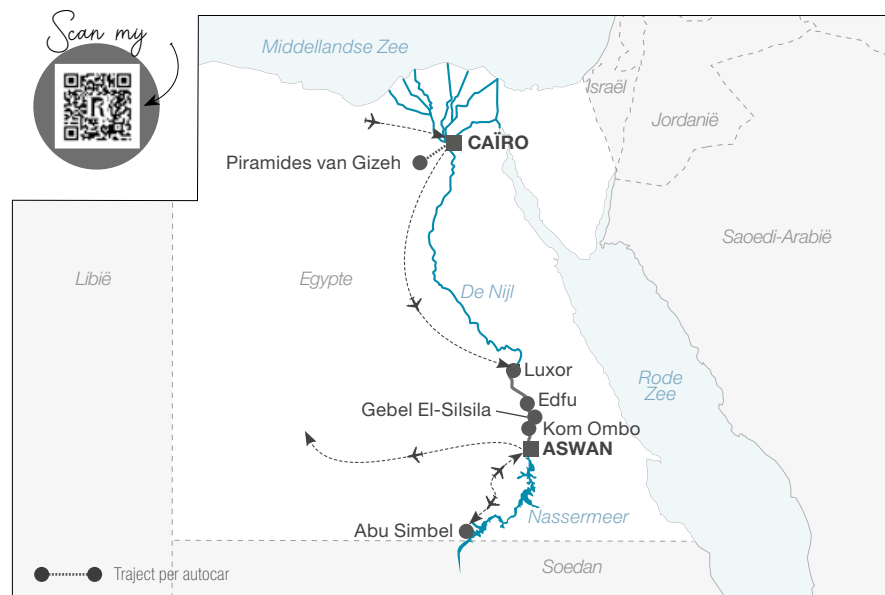 Scan my
R
Middellandse Zee
Israël
Jordanië
CAÏRO
Piramides van Gizeh
Saoedi-Arabië
Libië
Egypte
De Nijl
Luxor
Rode
Zee
Edfu
Gebel El-Silsila
Kom Ombo
ASWAN
Nassermeer
Abu Simbel
Soedan
Traject per autocar